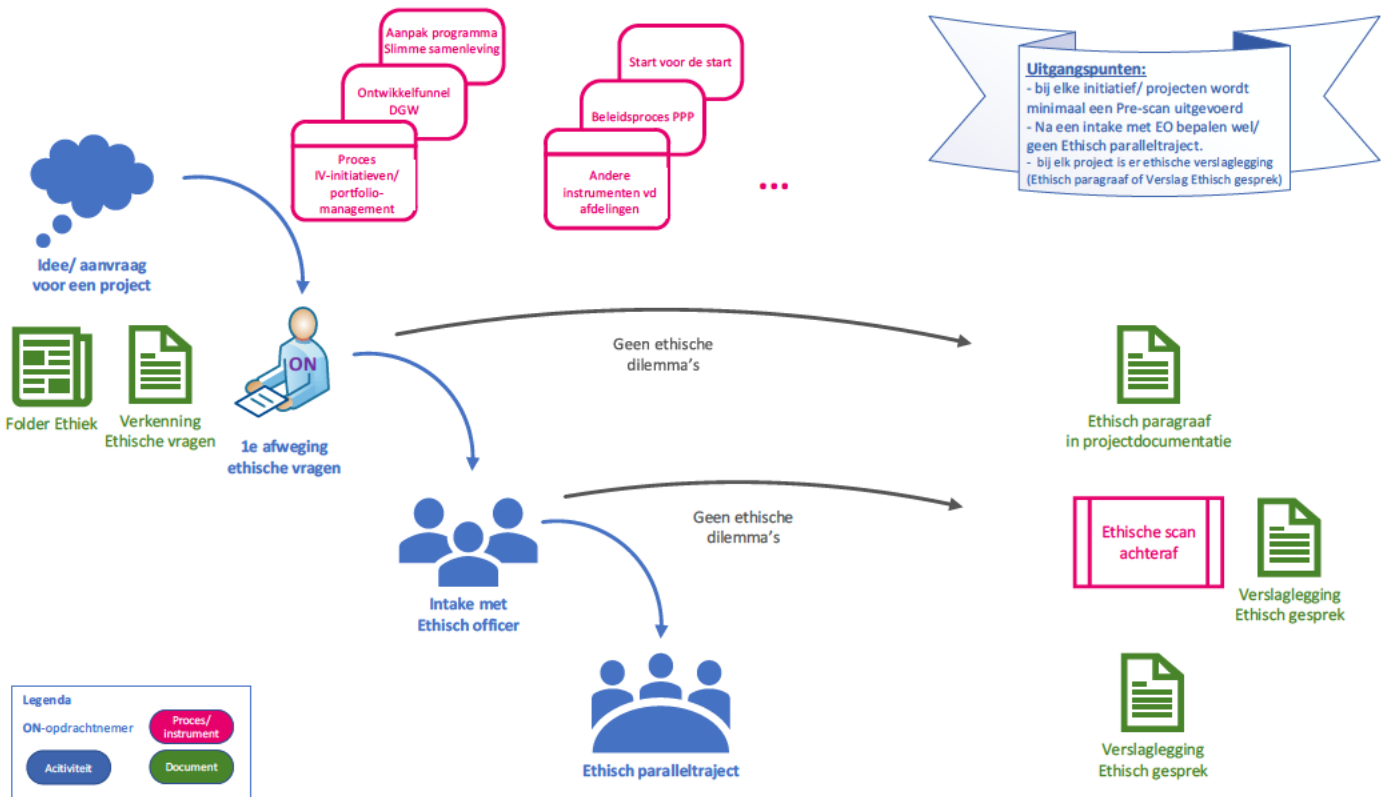 Aanpak programma
Slimme samenleving
Ontwikkelfunnel
DGW
Proces
IV-initiatieven/
portfolio-
management
Start voor de start
Beleidsproces PPP
Andere
instrumenten vd
afdelingen
...
Uitgangspunten:
- bij elke initiatief/ projecten wordt
minimaal een Pre-scan uitgevoerd
- Na een intake met EO bepalen wel/
geen Ethisch paralleltraject.
- bij elk project is er ethische verslaglegging
(Ethisch paragraaf of Verslag Ethisch gesprek)
Idee/ aanvraag
voor een project
Folder Ethiek
Verkenning
Ethische vragen
ON
1e afweging
ethische vragen
Geen ethische
dilemma's
Ethisch paragraaf
in projectdocumentatie
Intake met
Ethisch officer
Geen ethische
dilemma's
Ethische scan
achteraf
Verslaglegging
Ethisch gesprek
Ethisch paralleltraject
Verslaglegging
Ethisch gesprek
Legenda
ON-opdrachtnemer
Proces/
instrument
Acitiviteit
Document